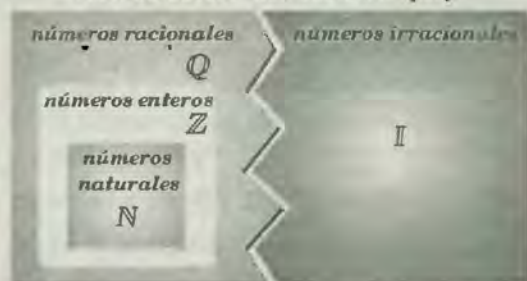 números racionales
números irracionales
ℚ
números enteros
ℤ
𝕀
números
naturales
ℕ